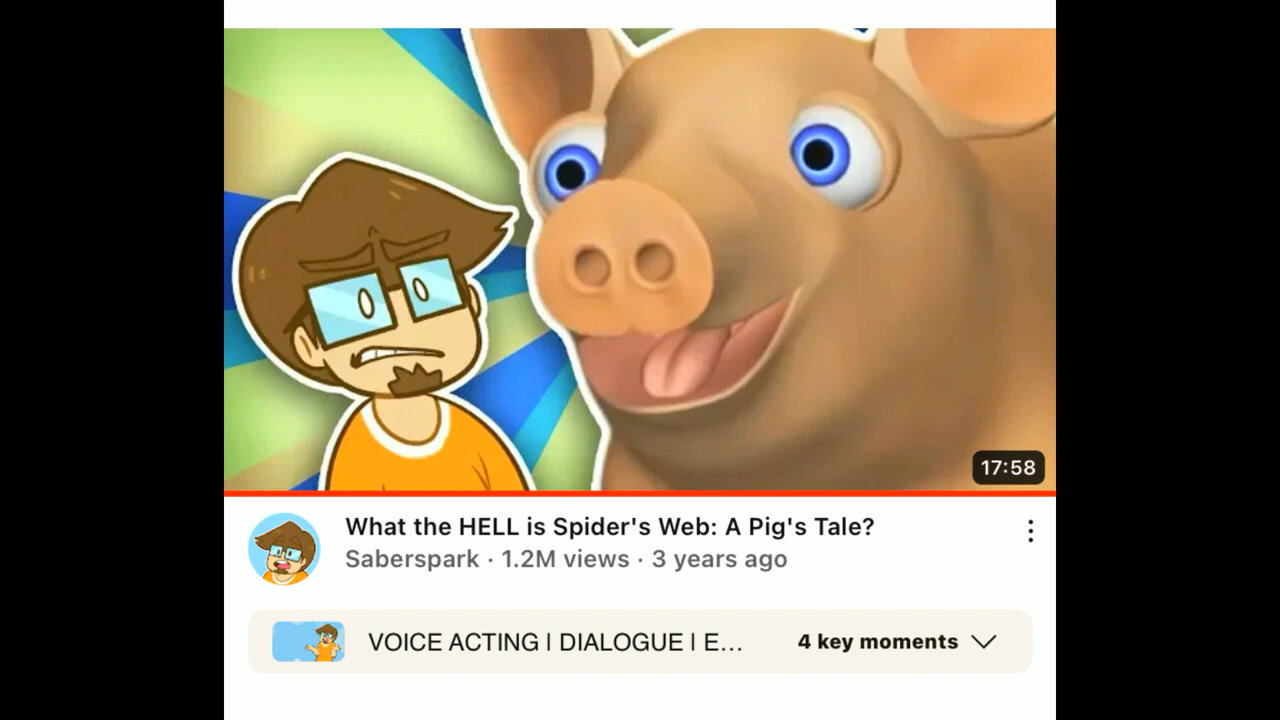 17:58
What the HELL is Spider's Web: A Pig's Tale?
Saberspark · 1.2M views · 3 years ago
VOICE ACTING | DIALOGUE | E... 4 key moments